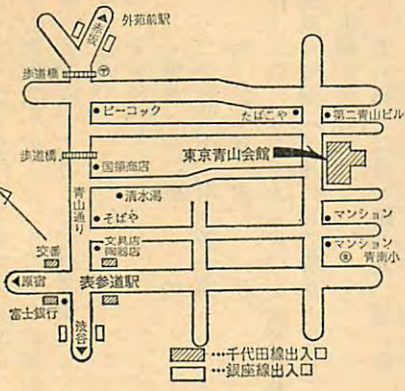 外苑前駅
赤坂
歩道橋
〒
ピーコック
たばこや
第二青山ビル
歩道橋
国領商店
東京青山会館
青山通り
清水湯
そばや
マンション
交番
文具店
陶器店
マンション
文 青南小
原宿
表参道駅
富士銀行
渋谷
…千代田線出入口
…銀座線出入口